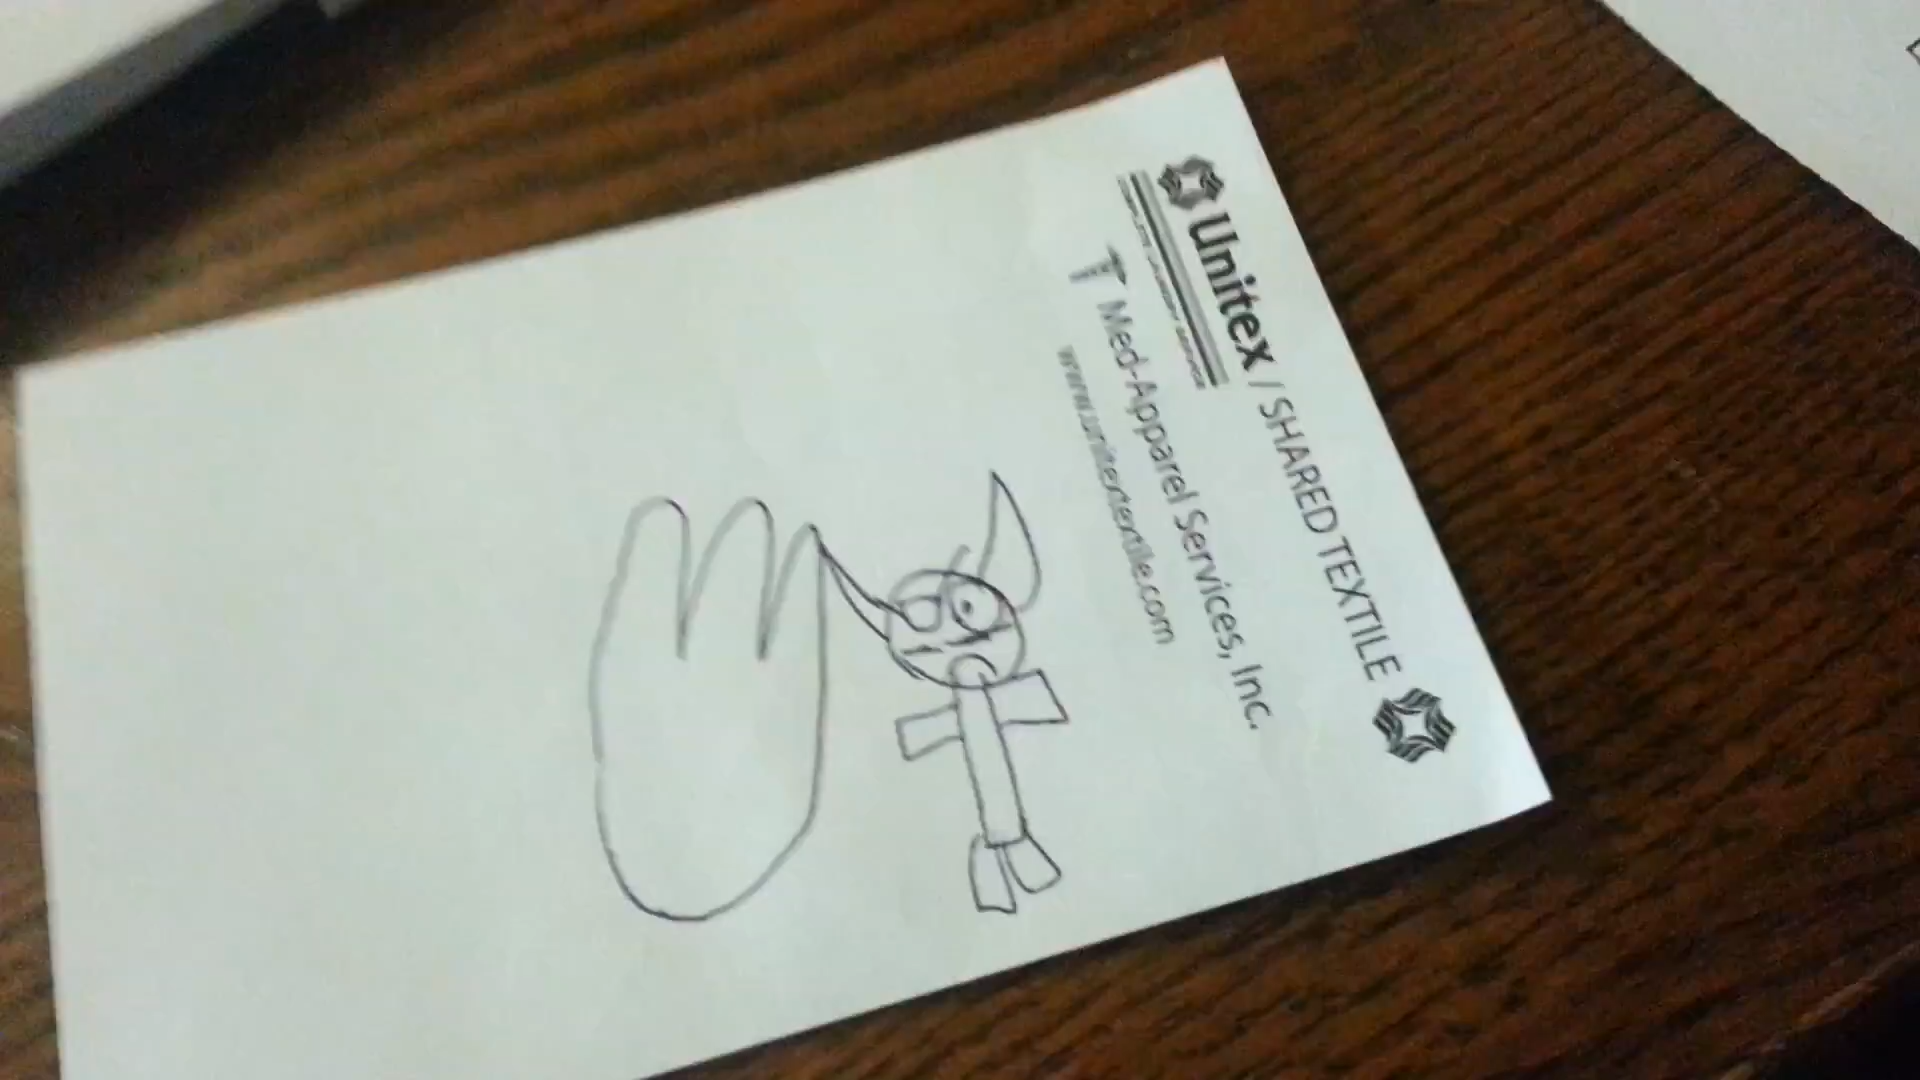 Unitex / SHARED TEXTILE
Med-Apparel Services, Inc.
www.unitextextile.com